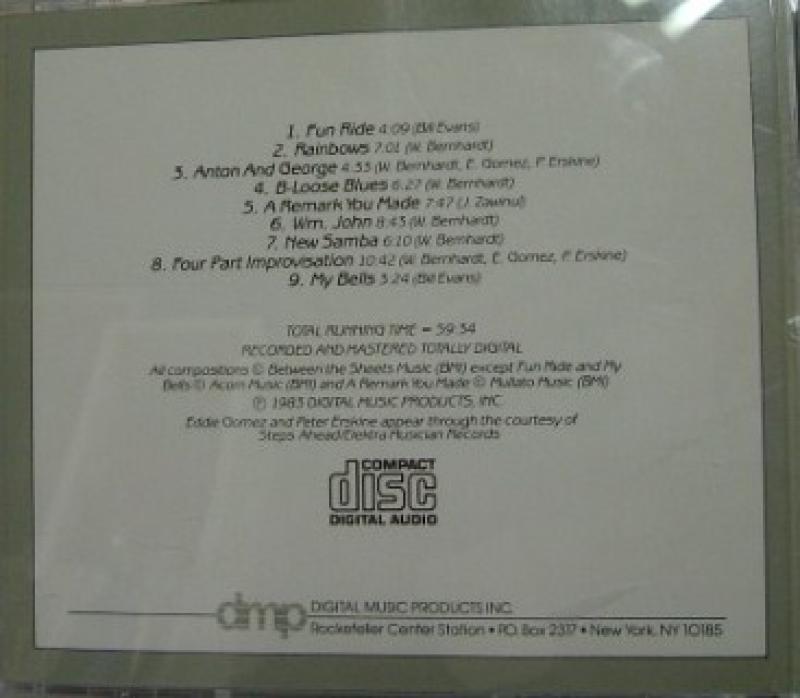 1. Fun Ride 4:09 (Bill Evans)
2. Rainbows 7:01 (W. Bernhardt)
3. Anton And George 4:33 (W. Bernhardt, E. Gomez, P. Erskine)
4. B-Loose Blues 6:27 (W. Bernhardt)
5. A Remark You Made 7:47 (J. Zawinul)
6. Wm. John 8:43 (W. Bernhardt)
7. New Samba 6:10 (W. Bernhardt)
8. Four Part Improvisation 10:42 (W. Bernhardt, E. Gomez, P. Erskine)
9. My Bells 3:24 (Bill Evans)
TOTAL RUNNING TIME = 59:34
RECORDED AND MASTERED TOTALLY DIGITAL
All compositions © Between the Sheets Music (BMI) except Fun Ride and My
Bells © Acorn Music (BMI) and A Remark You Made © Mullato Music (BMI)
℗ 1983 DIGITAL MUSIC PRODUCTS, INC.
Eddie Gomez and Peter Erskine appear through the courtesy of
Steps Ahead/Elektra Musician Records
COMPACT
disc
DIGITAL AUDIO
dmp DIGITAL MUSIC PRODUCTS INC.
Rockefeller Center Station • P.O. Box 2317 • New York, NY 10185